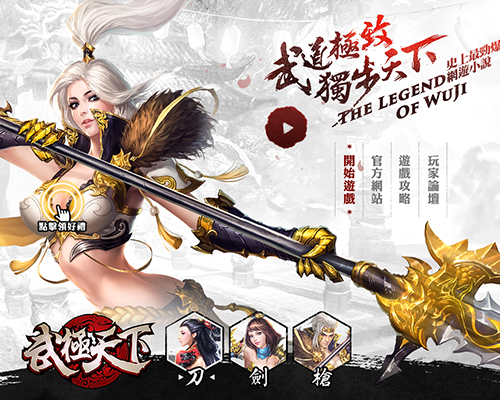 武道極致
獨步天下
史上最勁爆
網遊小說
THE LEGEND
OF WUJI
開始遊戲
官方網站
遊戲攻略
玩家論壇
點擊領好禮
武極天下
刀
劍
槍